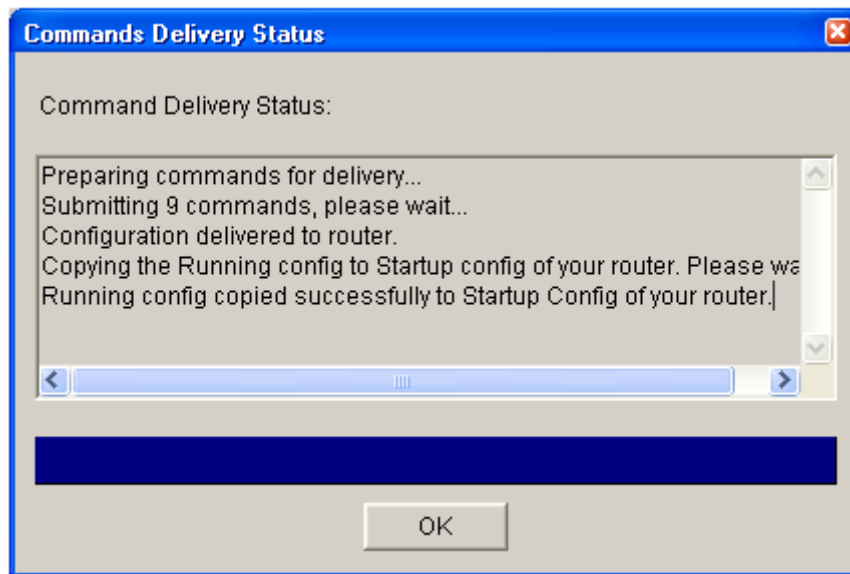 Commands Delivery Status
Command Delivery Status:
Preparing commands for delivery...
Submitting 9 commands, please wait...
Configuration delivered to router.
Copying the Running config to Startup config of your router. Please wa
Running config copied successfully to Startup Config of your router.
OK